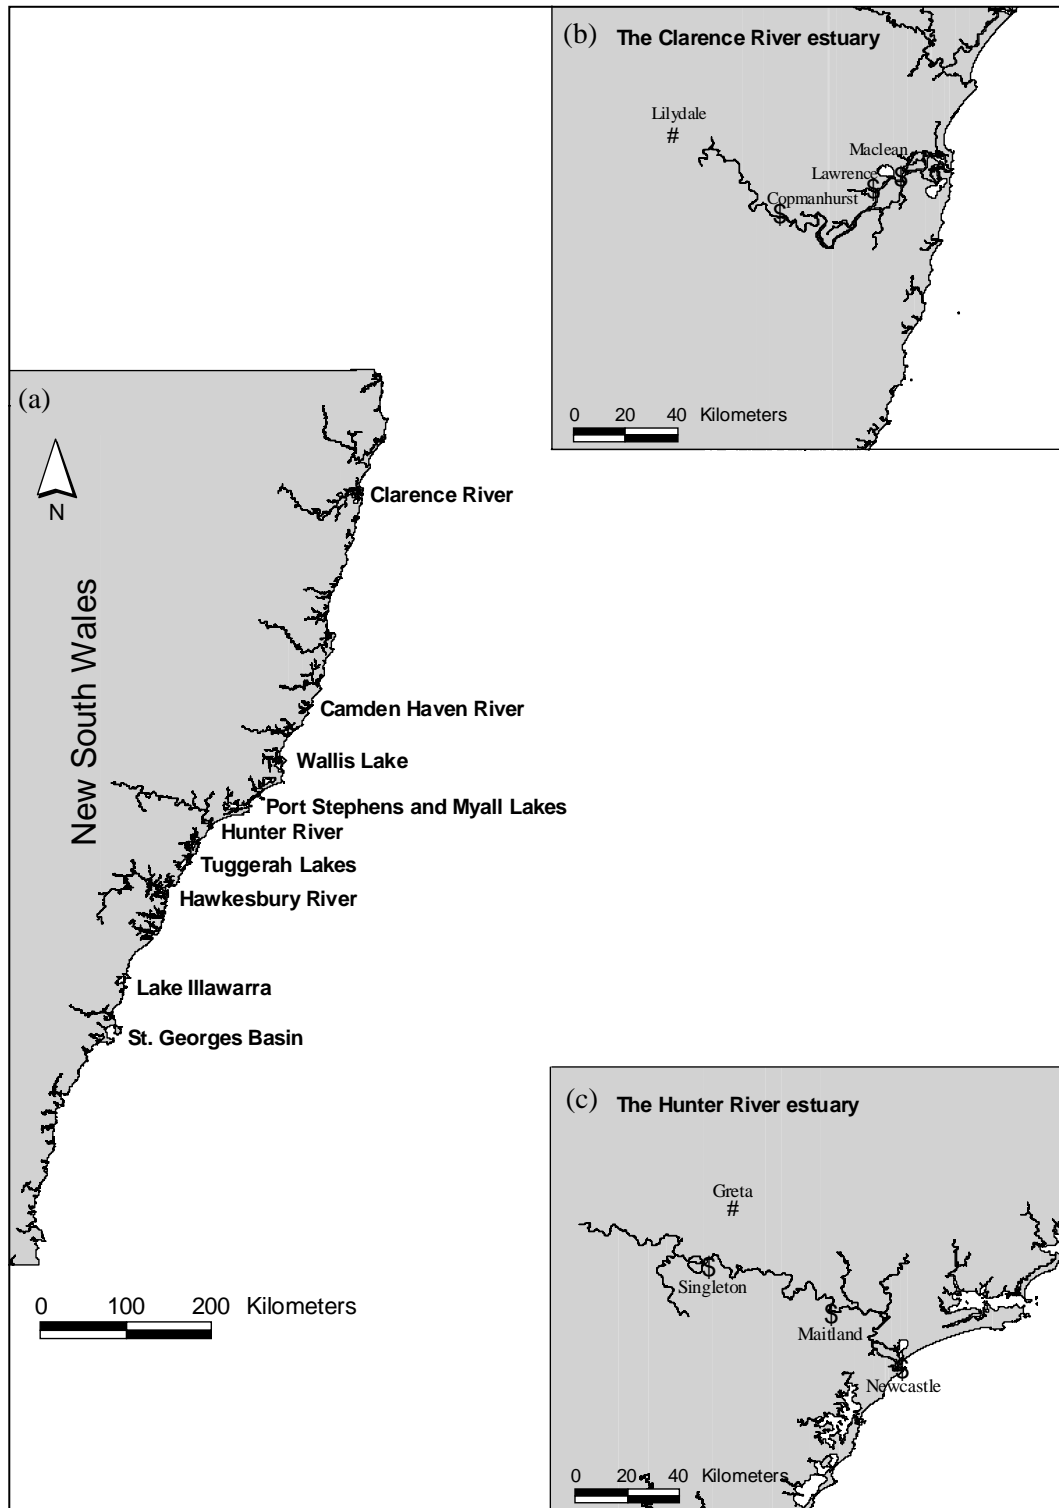 (b) The Clarence River estuary
Lilydale
#
Maclean
$
Lawrence
$
Copmanhurst
$
0 20 40 Kilometers
(a)
N
New South Wales
Clarence River
Camden Haven River
Wallis Lake
Port Stephens and Myall Lakes
Hunter River
Tuggerah Lakes
Hawkesbury River
Lake Illawarra
St. Georges Basin
0 100 200 Kilometers
(c) The Hunter River estuary
Greta
#
$
Singleton
$
Maitland
$
Newcastle
0 20 40 Kilometers